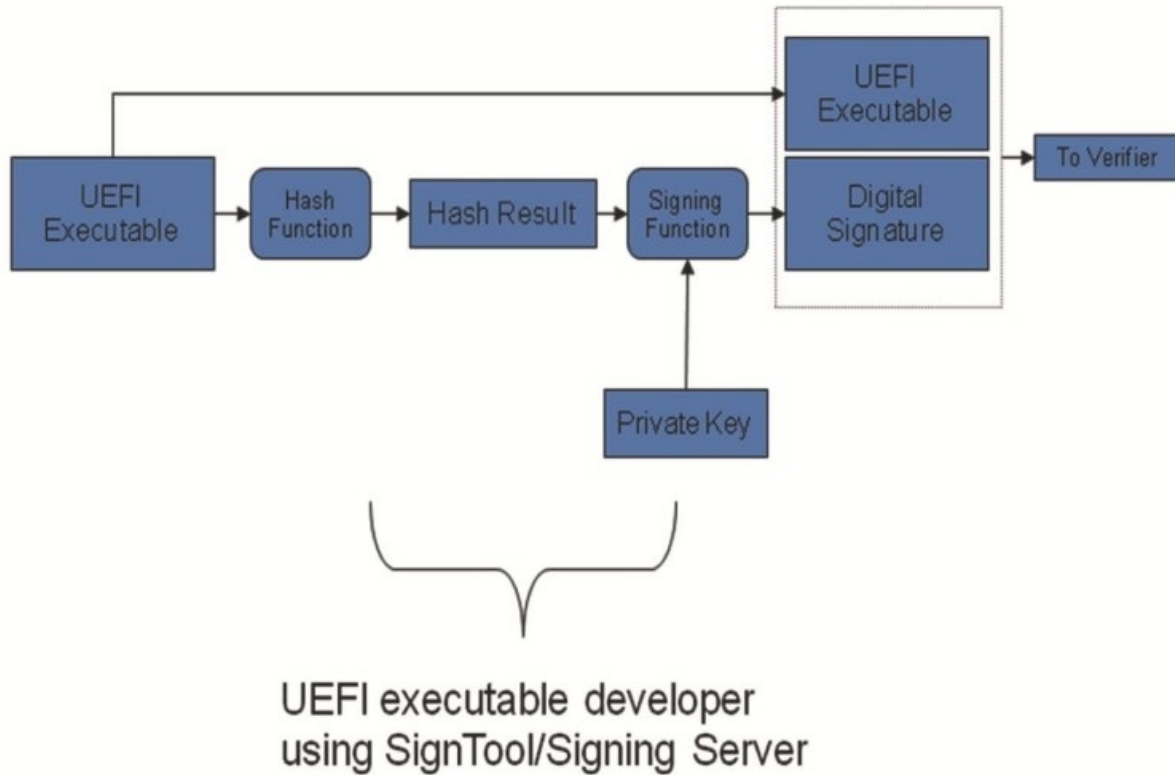 UEFI
Executable
UEFI
Executable
Hash
Function
Hash Result
Signing
Function
Digital
Signature
To Verifier
Private Key
UEFI executable developer
using SignTool/Signing Server